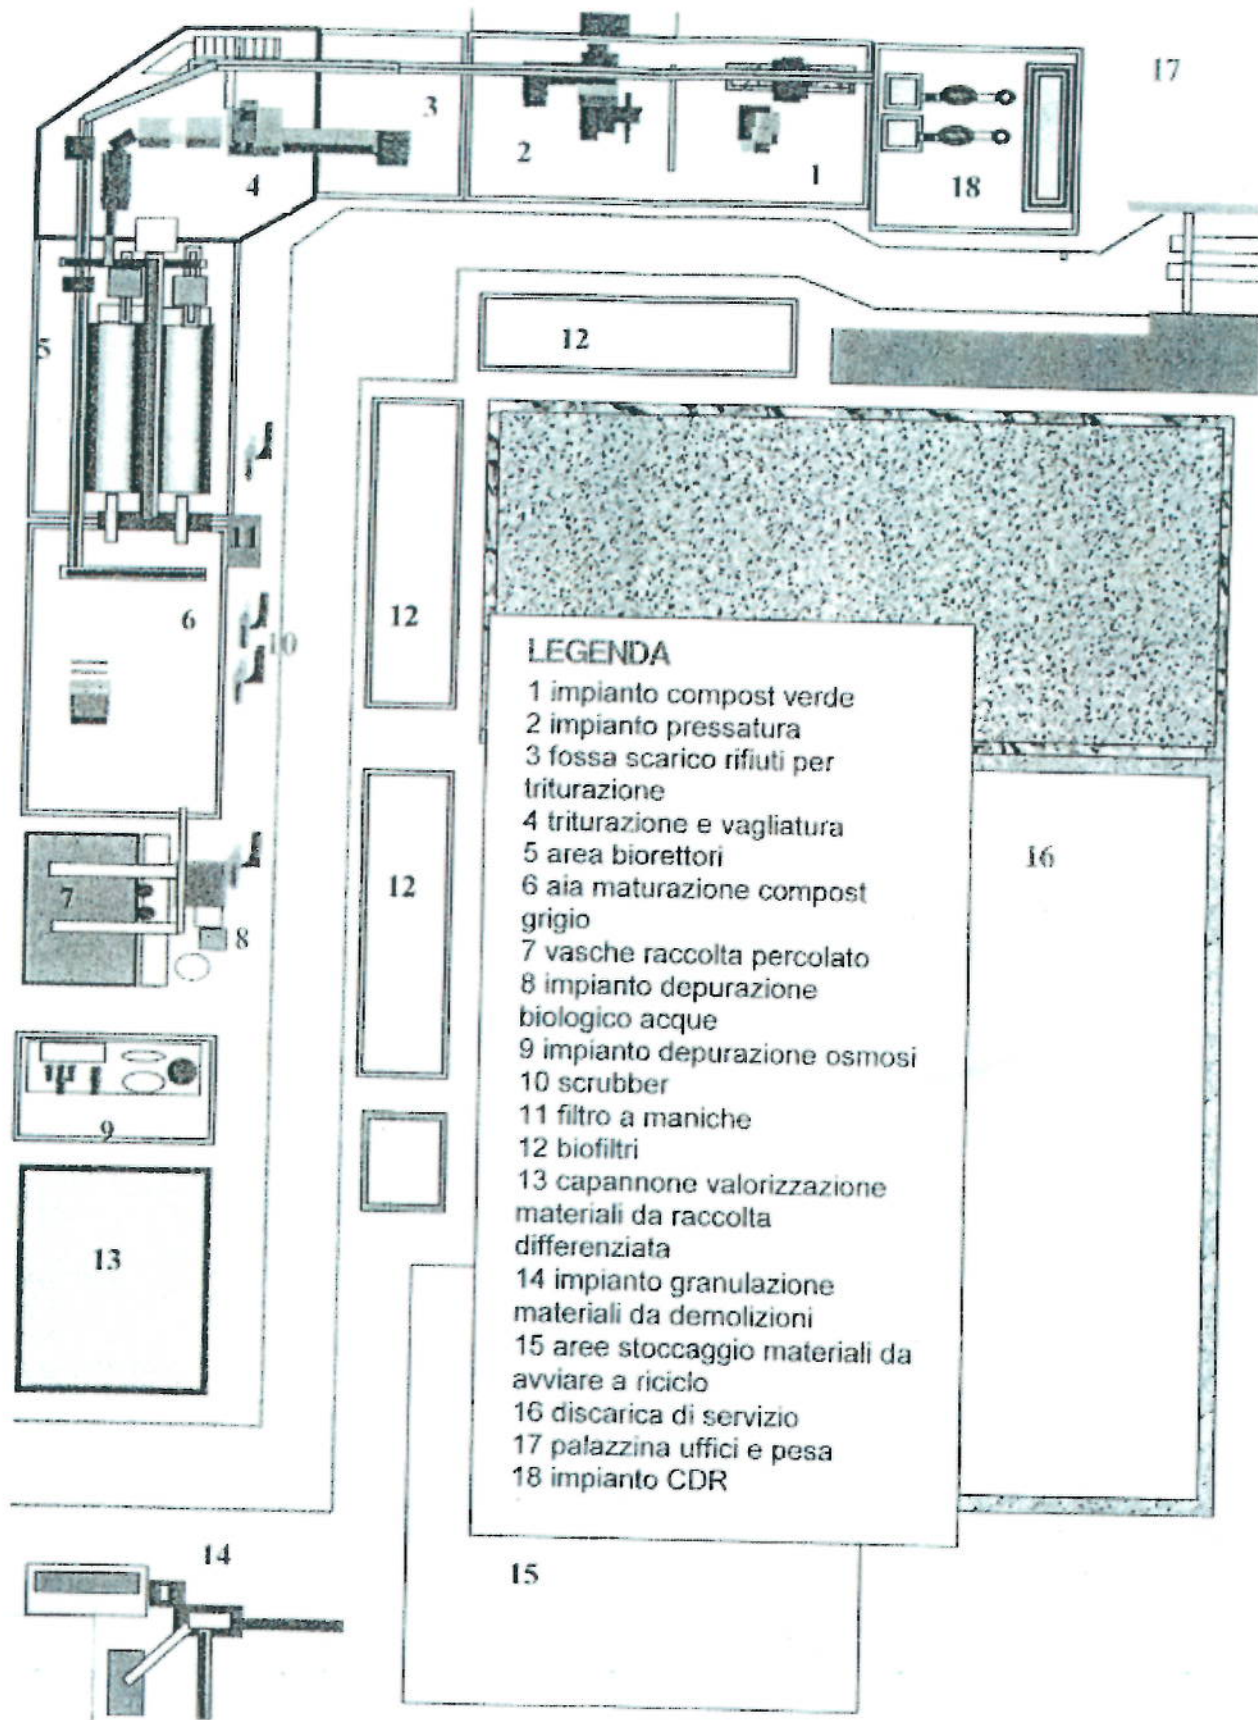 17
3
2
1
18
4
5
12
11
6
12
10
LEGENDA
1 impianto compost verde
2 impianto pressatura
3 fossa scarico rifiuti per
triturazione
4 triturazione e vagliatura
5 area biorettori
6 aia maturazione compost
grigio
7 vasche raccolta percolato
8 impianto depurazione
biologico acque
9 impianto depurazione osmosi
10 scrubber
11 filtro a maniche
12 biofiltri
13 capannone valorizzazione
materiali da raccolta
differenziata
14 impianto granulazione
materiali da demolizioni
15 aree stoccaggio materiali da
avviare a riciclo
16 discarica di servizio
17 palazzina uffici e pesa
18 impianto CDR
16
7
12
8
9
13
14
15